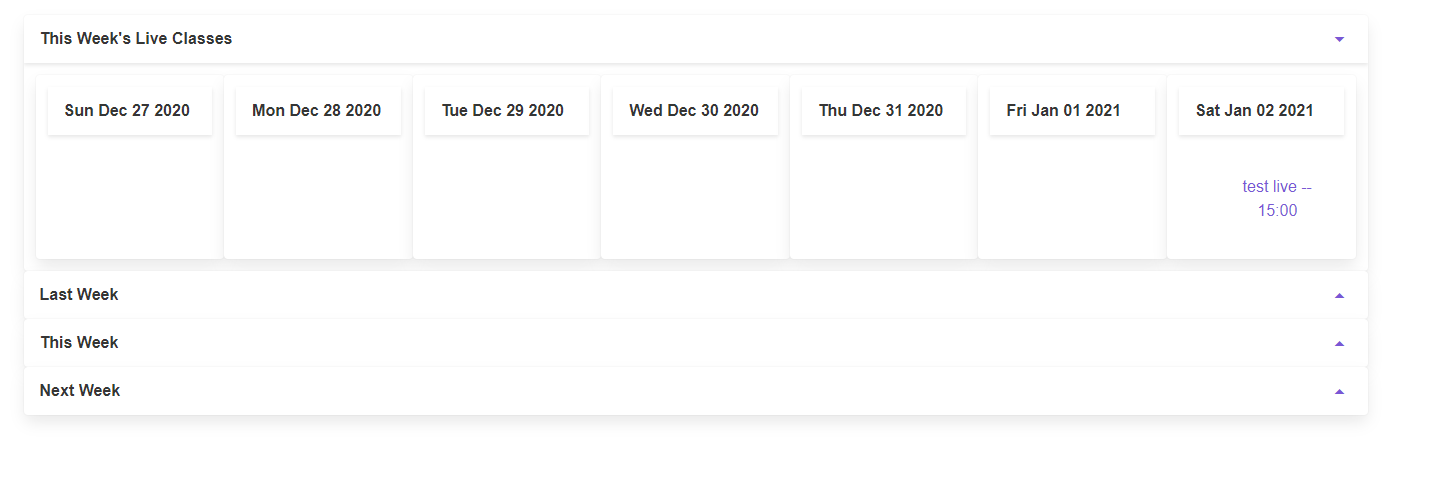 This Week's Live Classes
Sun Dec 27 2020
Mon Dec 28 2020
Tue Dec 29 2020
Wed Dec 30 2020
Thu Dec 31 2020
Fri Jan 01 2021
Sat Jan 02 2021
test live --
15:00
Last Week
This Week
Next Week